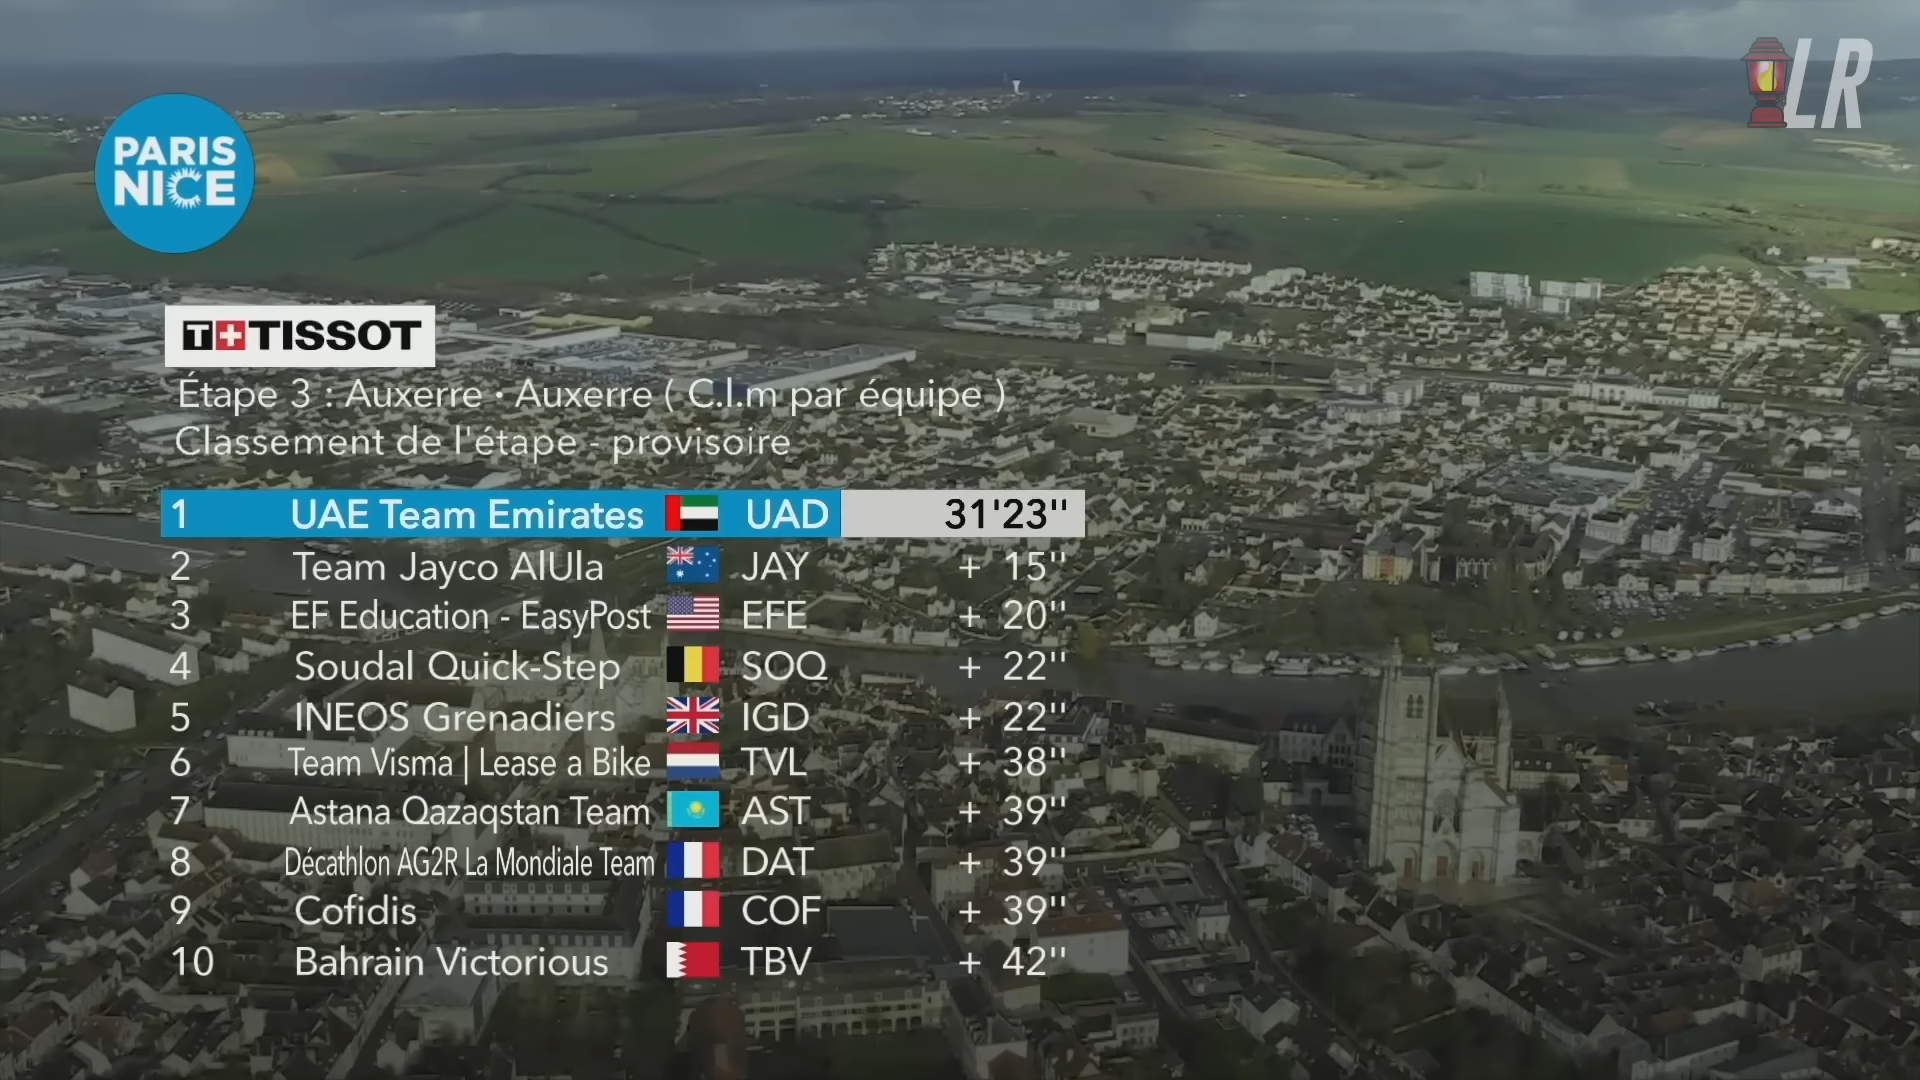 LR
PARIS
NICE
T+TISSOT
Étape 3 : Auxerre • Auxerre ( C.l.m par équipe )
Classement de l'étape - provisoire
1 UAE Team Emirates UAD 31'23''
2 Team Jayco AlUla JAY + 15''
3 EF Education - EasyPost EFE + 20''
4 Soudal Quick-Step SOQ + 22''
5 INEOS Grenadiers IGD + 22''
6 Team Visma | Lease a Bike TVL + 38''
7 Astana Qazaqstan Team AST + 39''
8 Décathlon AG2R La Mondiale Team DAT + 39''
9 Cofidis COF + 39''
10 Bahrain Victorious TBV + 42''